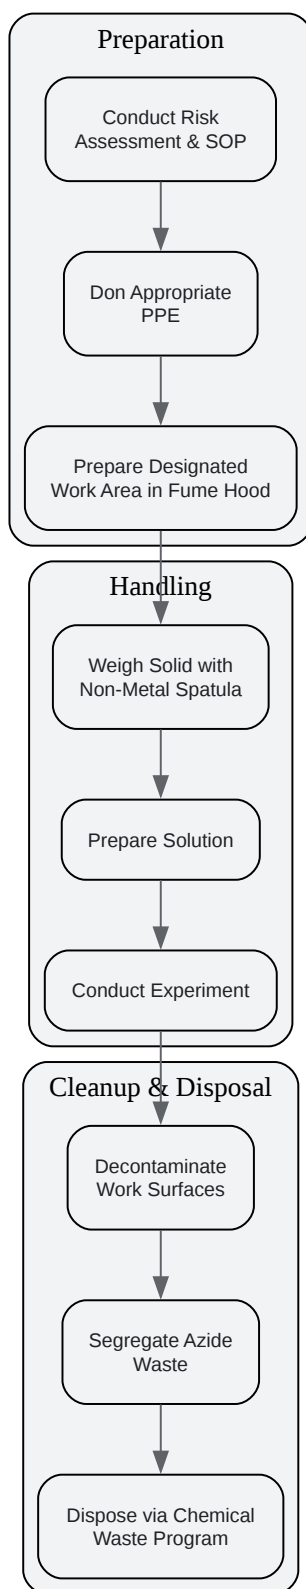 Preparation
Conduct Risk
Assessment & SOP
Don Appropriate
PPE
Prepare Designated
Work Area in Fume Hood
Handling
Weigh Solid with
Non-Metal Spatula
Prepare Solution
Conduct Experiment
Cleanup & Disposal
Decontaminate
Work Surfaces
Segregate Azide
Waste
Dispose via Chemical
Waste Program